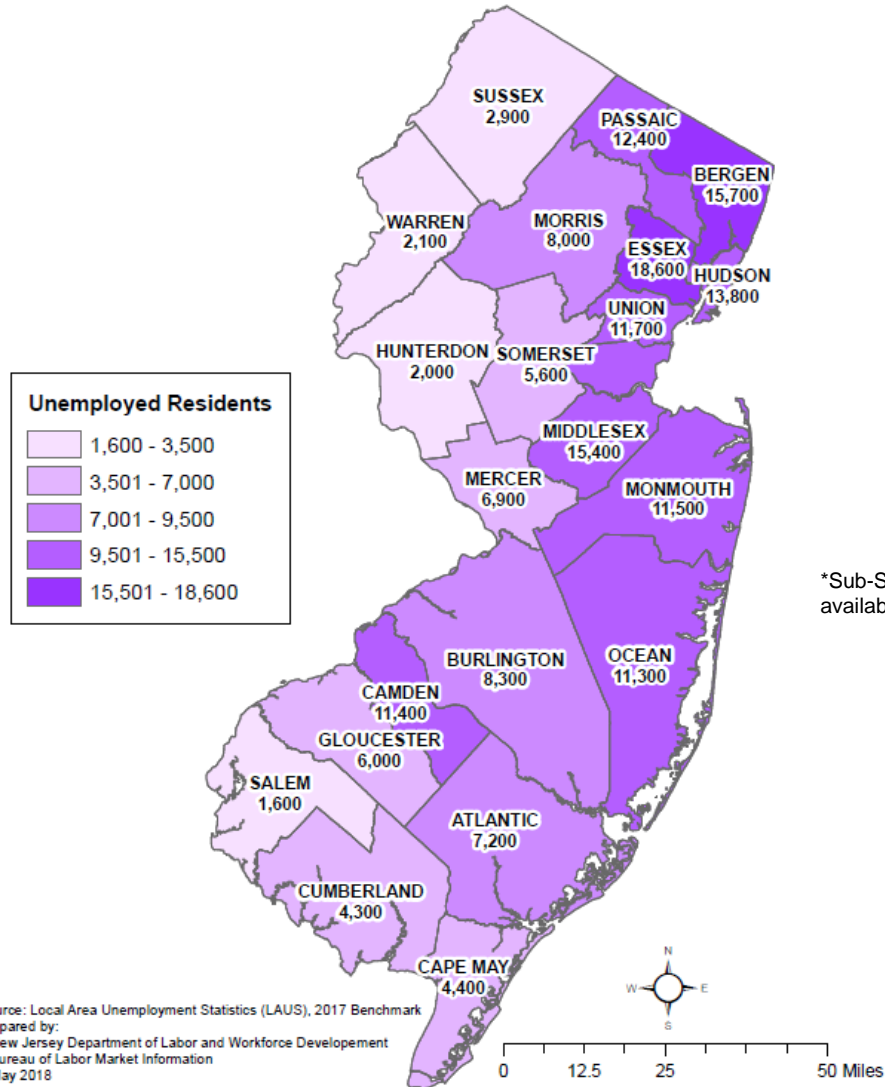 SUSSEX
2,900
PASSAIC
12,400
BERGEN
15,700
WARREN
2,100
MORRIS
8,000
ESSEX
18,600
HUDSON
13,800
UNION
11,700
HUNTERDON
2,000
SOMERSET
5,600
Unemployed Residents
1,600 - 3,500
3,501 - 7,000
7,001 - 9,500
9,501 - 15,500
15,501 - 18,600
MIDDLESEX
15,400
MERCER
6,900
MONMOUTH
11,500
*Sub-S
availab
BURLINGTON
8,300
OCEAN
11,300
CAMDEN
11,400
GLOUCESTER
6,000
SALEM
1,600
ATLANTIC
7,200
CUMBERLAND
4,300
CAPE MAY
4,400
N
W E
S
urce: Local Area Unemployment Statistics (LAUS), 2017 Benchmark
pared by:
ew Jersey Department of Labor and Workforce Developement
ureau of Labor Market Information
ay 2018
0 12.5 25 50 Miles